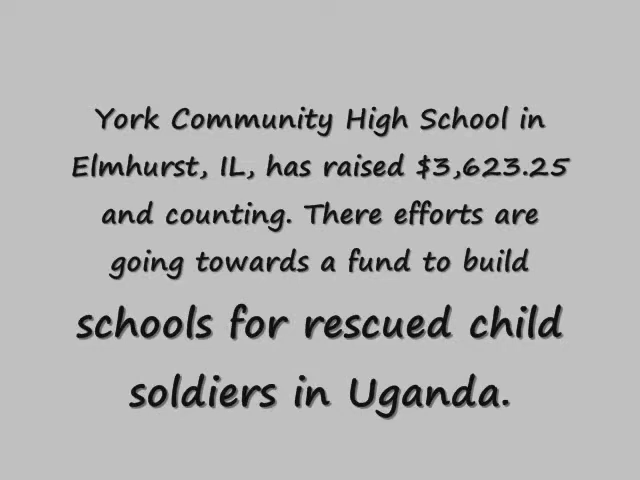 York Community High School in
Elmhurst, IL, has raised $3,623.25
and counting. There efforts are
going towards a fund to build
schools for rescued child
soldiers in Uganda.